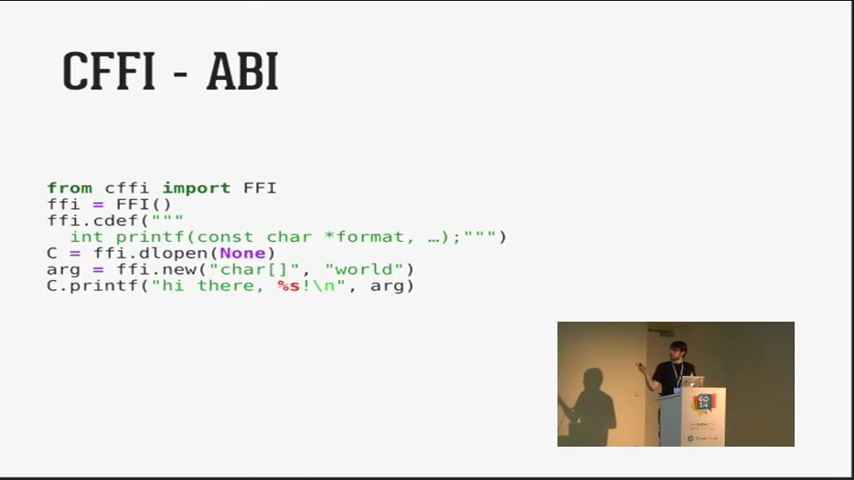 CFFI - ABI
from cffi import FFI
ffi = FFI()
ffi.cdef("""
  int printf(const char *format, …);""")
C = ffi.dlopen(None)
arg = ffi.new("char[]", "world")
C.printf("hi there, %s!\n", arg)